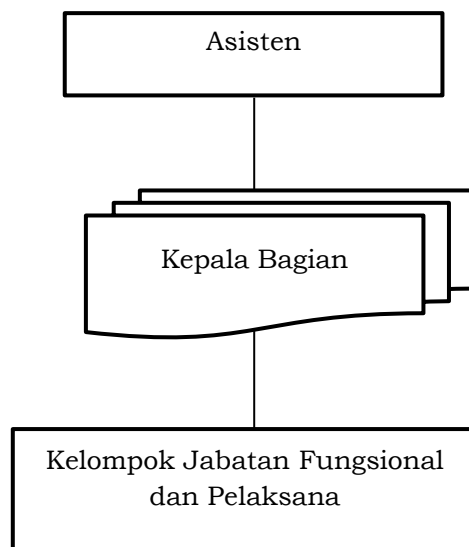 Asisten
Kepala Bagian
Kelompok Jabatan Fungsional
dan Pelaksana